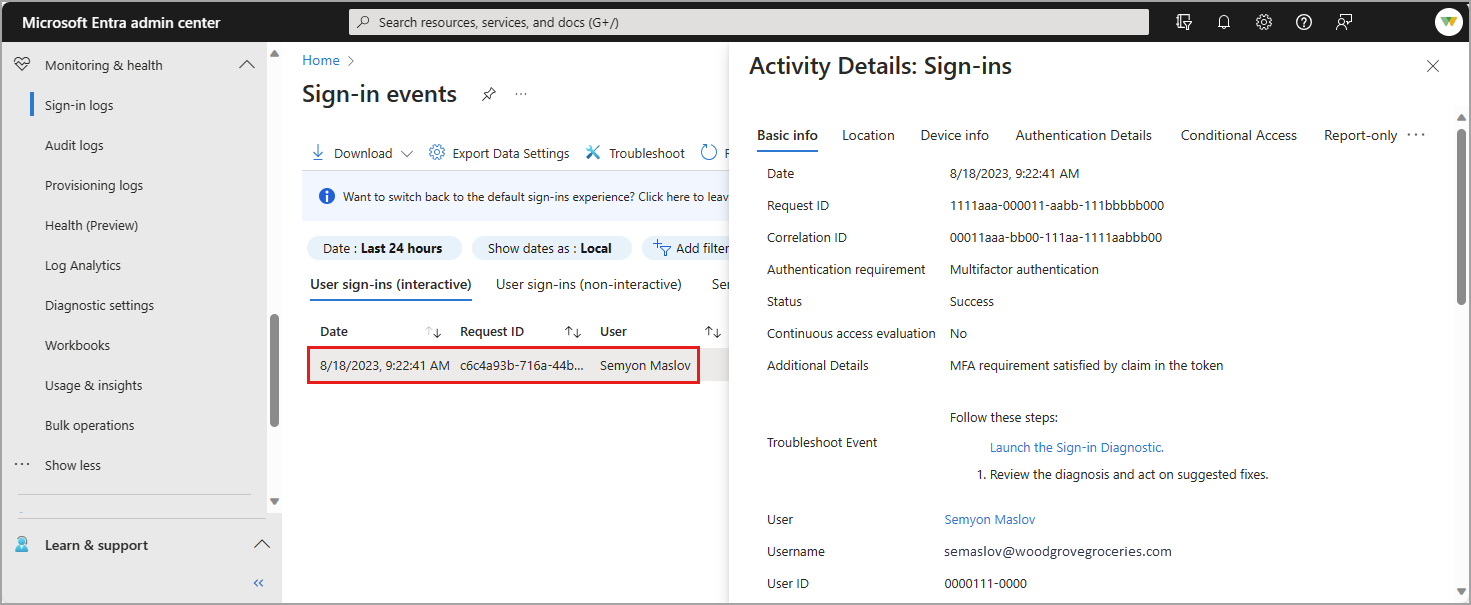 Microsoft Entra admin center
Search resources, services, and docs (G+/)
Monitoring & health
Sign-in logs
Audit logs
Provisioning logs
Health (Preview)
Log Analytics
Diagnostic settings
Workbooks
Usage & insights
Bulk operations
Show less
Learn & support
Home
Sign-in events
Download
Export Data Settings
Troubleshoot
Want to switch back to the default sign-ins experience? Click here to leav
Date : Last 24 hours
Show dates as : Local
Add filter
User sign-ins (interactive)
User sign-ins (non-interactive)
Se
Date Request ID User
8/18/2023, 9:22:41 AM c6c4a93b-716a-44b... Semyon Maslov
Activity Details: Sign-ins
Basic info Location Device info Authentication Details Conditional Access Report-only
Date 8/18/2023, 9:22:41 AM
Request ID 1111aaa-000011-aabb-111bbbbb000
Correlation ID 00011aaa-bb00-111aa-1111aabbb00
Authentication requirement Multifactor authentication
Status Success
Continuous access evaluation No
Additional Details MFA requirement satisfied by claim in the token
Follow these steps:
Troubleshoot Event
Launch the Sign-in Diagnostic.
1. Review the diagnosis and act on suggested fixes.
User Semyon Maslov
Username semaslov@woodgrovegroceries.com
User ID 0000111-0000